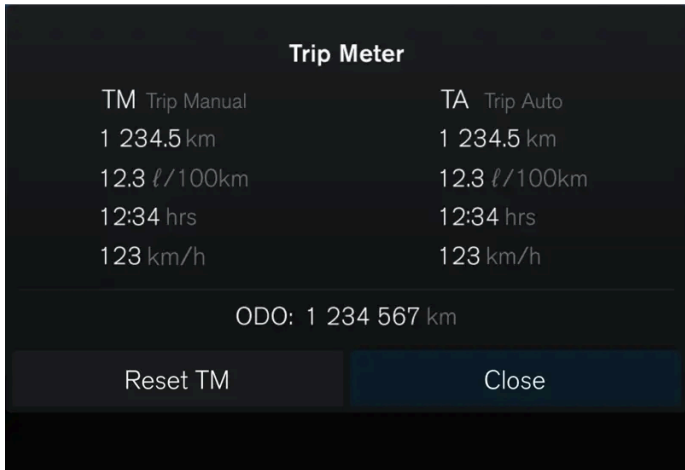 Trip Meter
TM Trip Manual
1 234.5 km
12.3 ℓ/100km
12:34 hrs
123 km/h
TA Trip Auto
1 234.5 km
12.3 ℓ/100km
12:34 hrs
123 km/h
ODO: 1 234 567 km
Reset TM
Close